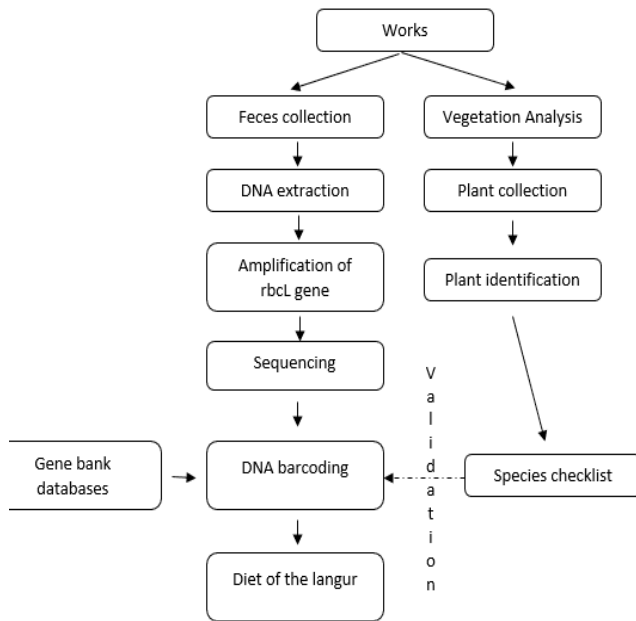 Works
Feces collection
Vegetation Analysis
DNA extraction
Plant collection
Amplification of
rbcL gene
Plant identification
Sequencing
Validation
Gene bank
databases
DNA barcoding
Species checklist
Diet of the langur